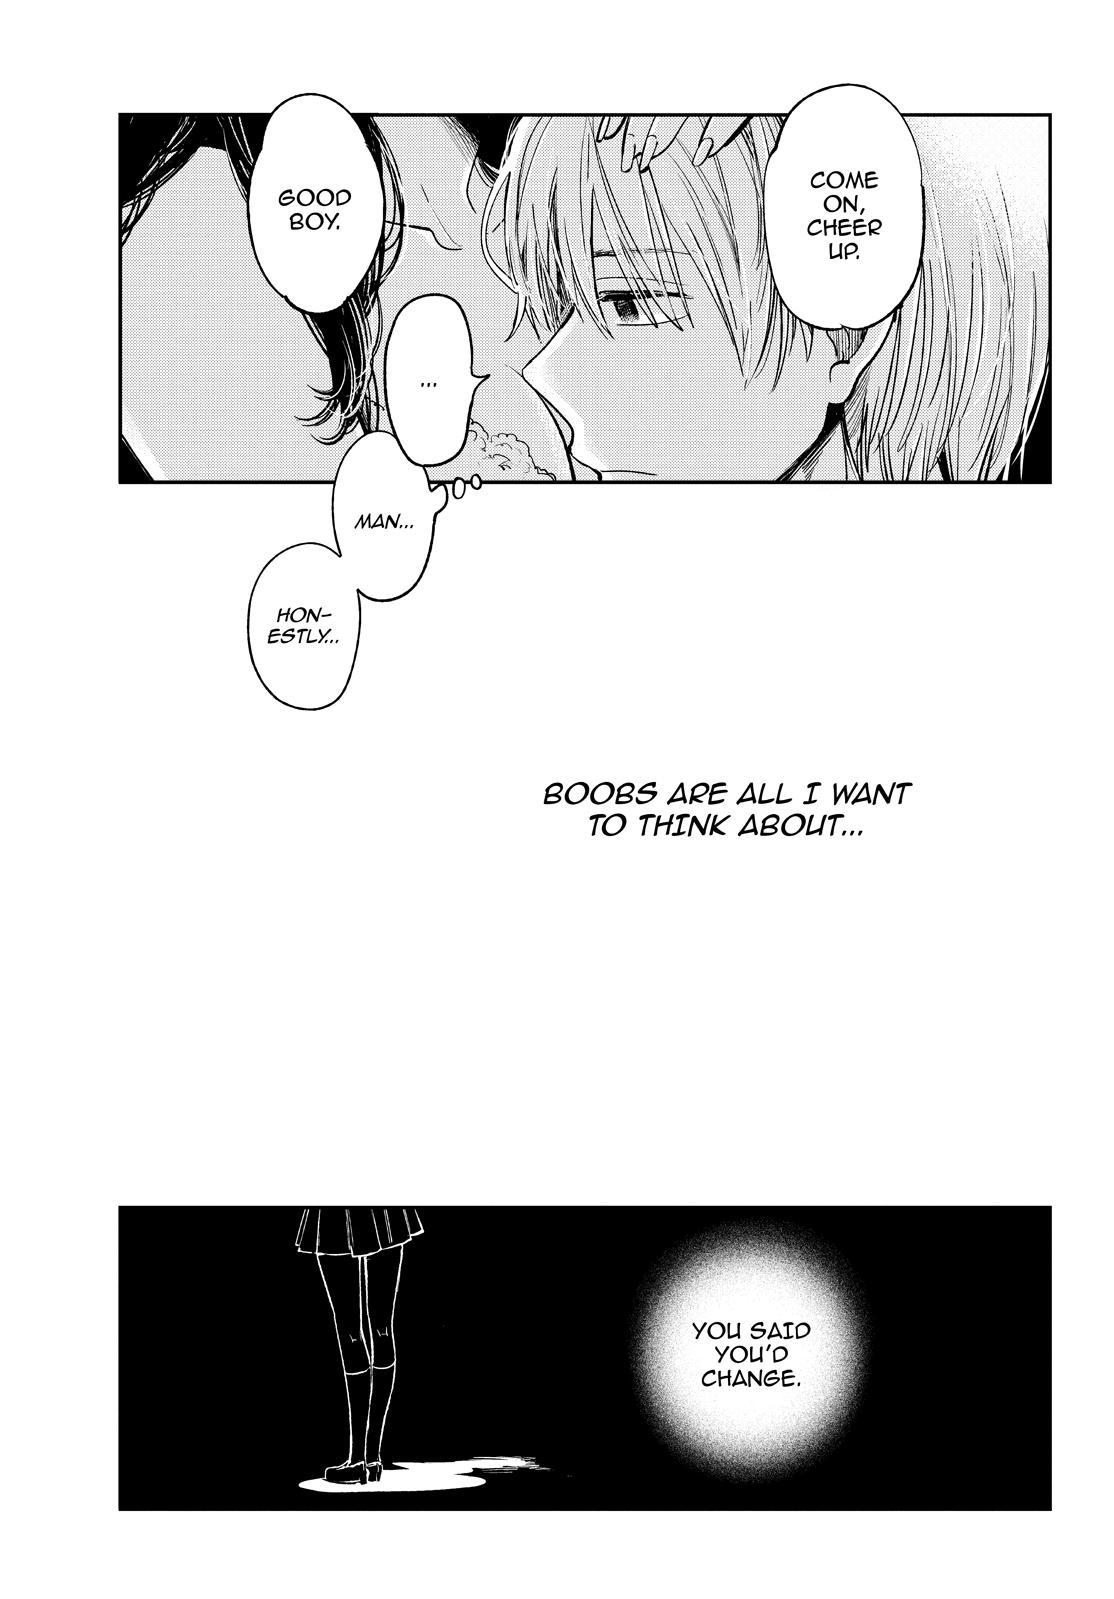 COME
ON,
CHEER
UP.
GOOD
BOY.
...
MAN...
HON-
ESTLY...
BOOBS ARE ALL I WANT
TO THINK ABOUT...
YOU SAID
YOU'D
CHANGE.